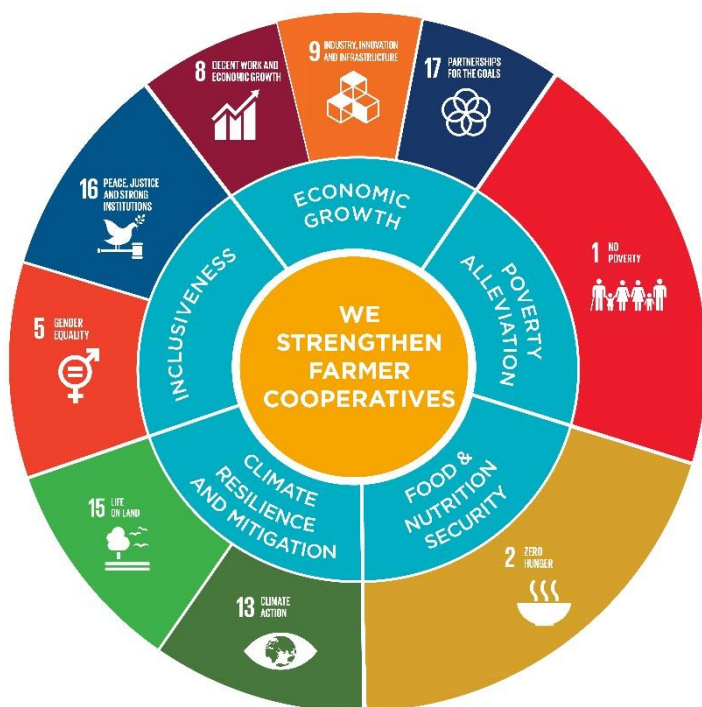 WE
STRENGTHEN
FARMER
COOPERATIVES
ECONOMIC
GROWTH
POVERTY
ALLEVIATION
FOOD &
NUTRITION
SECURITY
CLIMATE
RESILIENCE
AND MITIGATION
INCLUSIVENESS
8 DECENT WORK AND
ECONOMIC GROWTH
9 INDUSTRY, INNOVATION
AND INFRASTRUCTURE
17 PARTNERSHIPS
FOR THE GOALS
1 NO
POVERTY
2 ZERO
HUNGER
13 CLIMATE
ACTION
15 LIFE
ON LAND
5 GENDER
EQUALITY
16 PEACE, JUSTICE
AND STRONG
INSTITUTIONS